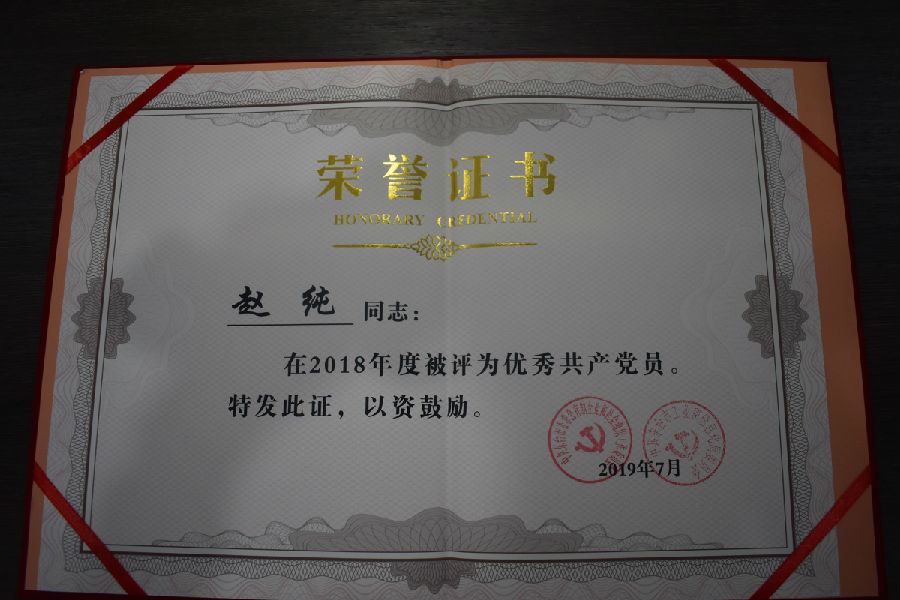 荣誉证书
HONORARY CREDENTIAL
赵 纯 同志：
在2018年度被评为优秀共产党员。
特发此证，以资鼓励。
2019年7月